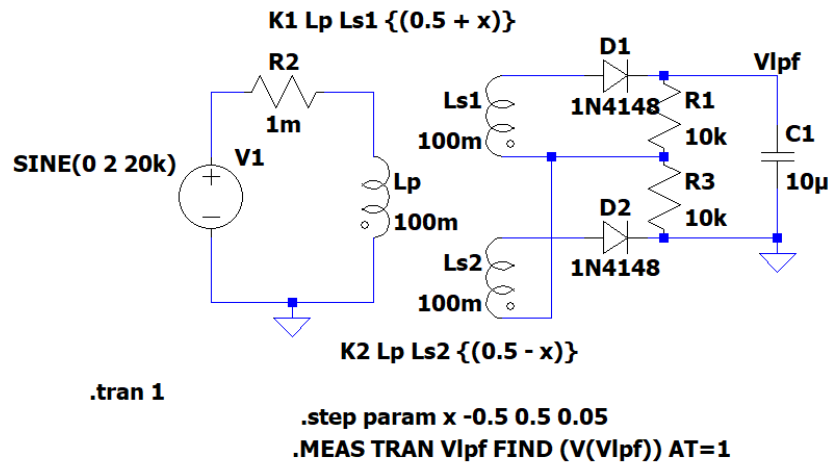 K1 Lp Ls1 {(0.5 + x)}
R2
1m
SINE(0 2 20k)
V1
Lp
100m
Ls1
100m
D1
1N4148
Vlpf
R1
10k
C1
10µ
R3
10k
D2
1N4148
Ls2
100m
K2 Lp Ls2 {(0.5 - x)}
.tran 1
.step param x -0.5 0.5 0.05
.MEAS TRAN Vlpf FIND (V(Vlpf)) AT=1